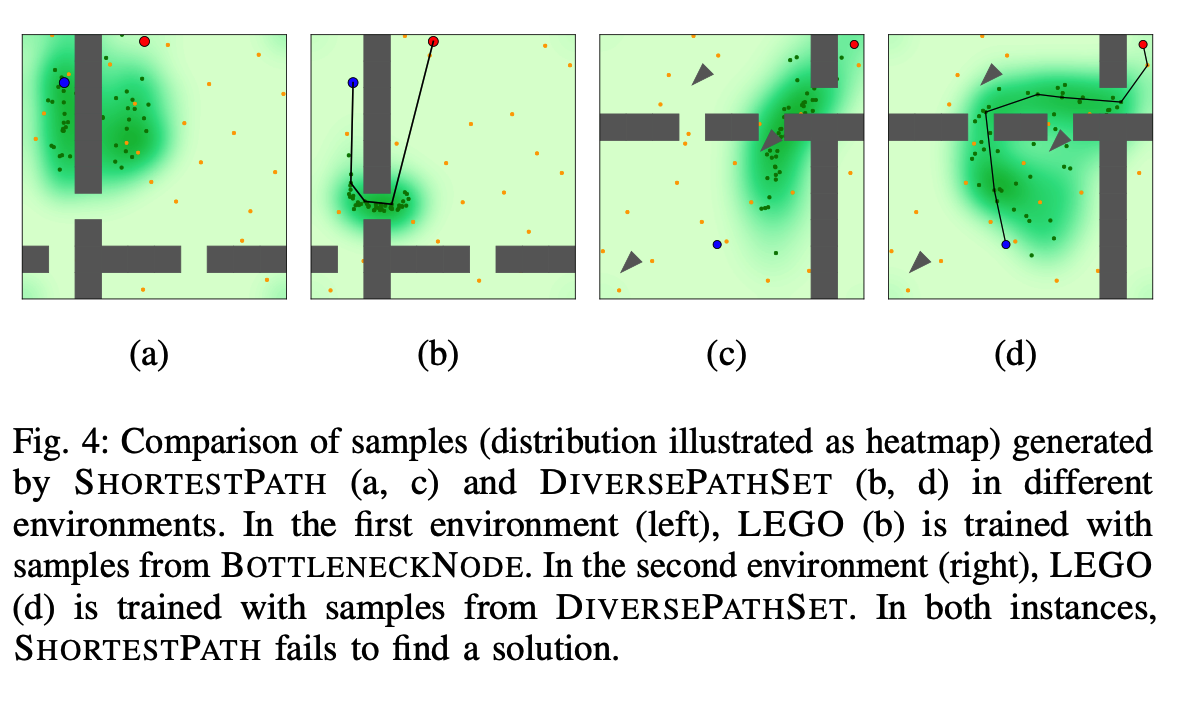 (a) (b) (c) (d)
Fig. 4: Comparison of samples (distribution illustrated as heatmap) generated
by SHORTESTPATH (a, c) and DIVERSEPATHSET (b, d) in different
environments. In the first environment (left), LEGO (b) is trained with
samples from BOTTLENECKNODE. In the second environment (right), LEGO
(d) is trained with samples from DIVERSEPATHSET. In both instances,
SHORTESTPATH fails to find a solution.